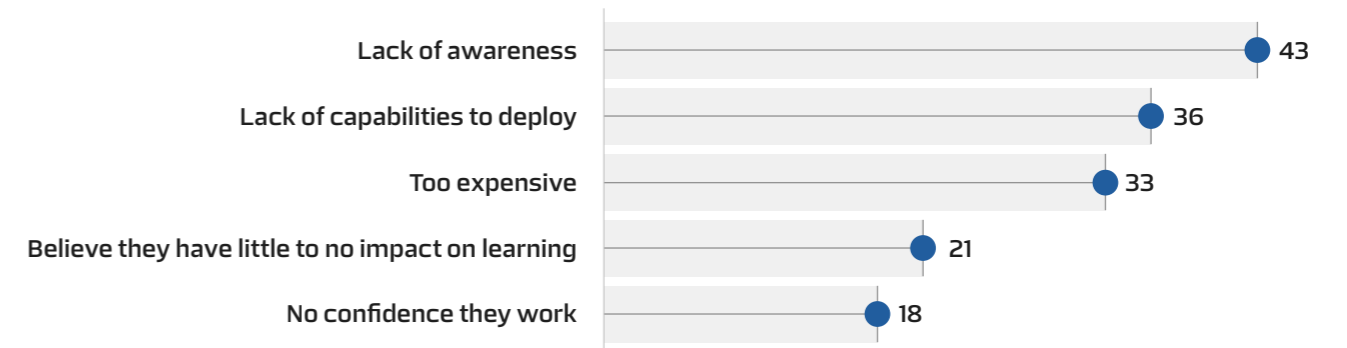 Lack of awareness 43
Lack of capabilities to deploy 36
Too expensive 33
Believe they have little to no impact on learning 21
No confidence they work 18